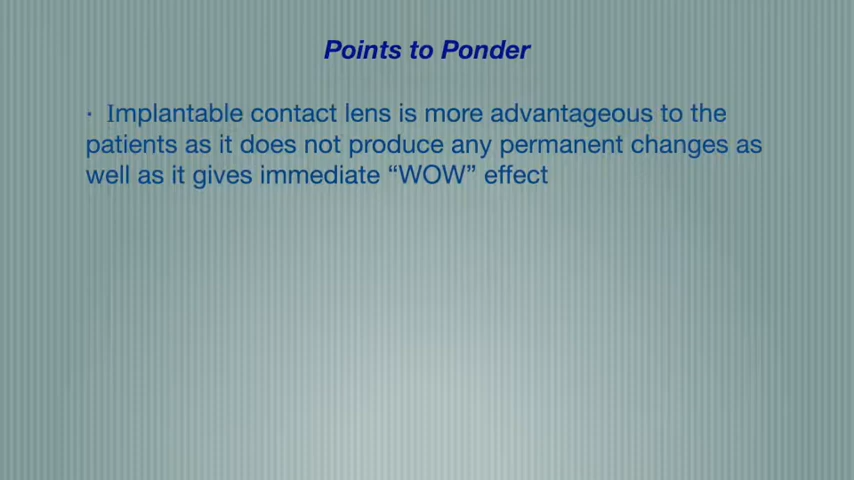 Points to Ponder
· Implantable contact lens is more advantageous to the
patients as it does not produce any permanent changes as
well as it gives immediate “WOW” effect